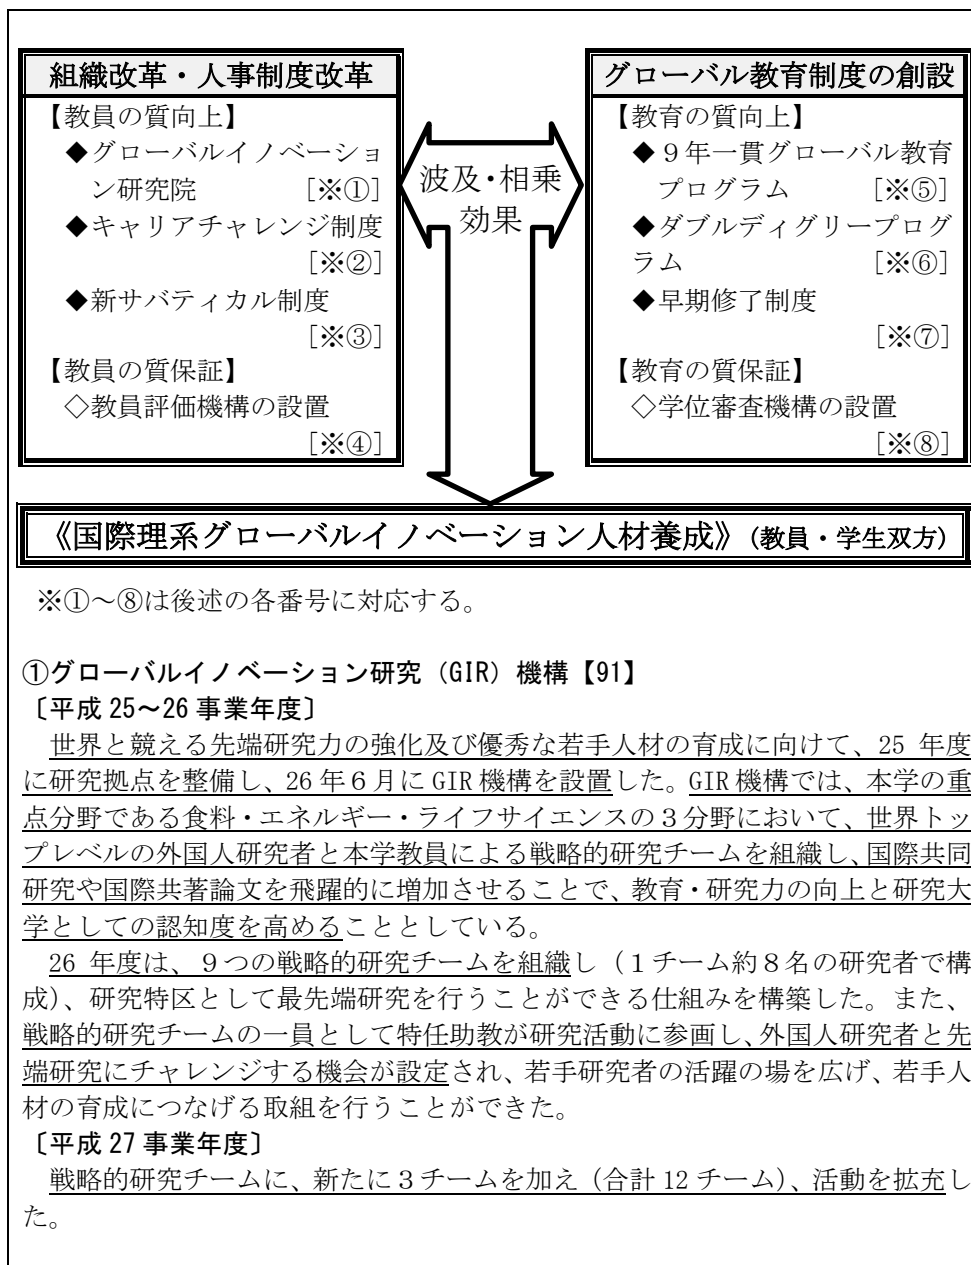 組織改革・人事制度改革
【教員の質向上】
◆グローバルイノベーショ
ン研究院 [※①]
◆キャリアチャレンジ制度
[※②]
◆新サバティカル制度
[※③]
【教員の質保証】
◇教員評価機構の設置
[※④]
波及・相乗
効果
グローバル教育制度の創設
【教育の質向上】
◆９年一貫グローバル教育
プログラム [※⑤]
◆ダブルディグリープログ
ラム [※⑥]
◆早期修了制度
[※⑦]
【教育の質保証】
◇学位審査機構の設置
[※⑧]
《国際理系グローバルイノベーション人材養成》（教員・学生双方）
※①～⑧は後述の各番号に対応する。
①グローバルイノベーション研究（GIR）機構【91】
〔平成 25～26 事業年度〕
世界と競える先端研究力の強化及び優秀な若手人材の育成に向けて、25 年度
に研究拠点を整備し、26 年６月に GIR 機構を設置した。GIR 機構では、本学の重
点分野である食料・エネルギー・ライフサイエンスの３分野において、世界トッ
プレベルの外国人研究者と本学教員による戦略的研究チームを組織し、国際共同
研究や国際共著論文を飛躍的に増加させることで、教育・研究力の向上と研究大
学としての認知度を高めることとしている。
26 年度は、９つの戦略的研究チームを組織し（１チーム約８名の研究者で構
成）、研究特区として最先端研究を行うことができる仕組みを構築した。また、
戦略的研究チームの一員として特任助教が研究活動に参画し、外国人研究者と先
端研究にチャレンジする機会が設定され、若手研究者の活躍の場を広げ、若手人
材の育成につなげる取組を行うことができた。
〔平成 27 事業年度〕
戦略的研究チームに、新たに３チームを加え（合計 12 チーム）、活動を拡充し
た。